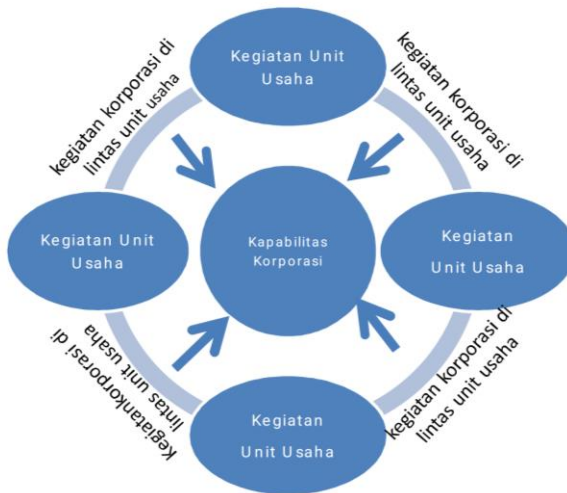 Kegiatan Unit
Usaha
kegiatan korporasi di
lintas unit usaha
kegiatan korporasi di
lintas unit usaha
Kegiatan Unit
Usaha
Kapabilitas
Korporasi
Kegiatan
Unit Usaha
Kegiatankorporasi di
lintas unit usaha
kegiatan korporasi di
lintas unit usaha
Kegiatan
Unit Usaha